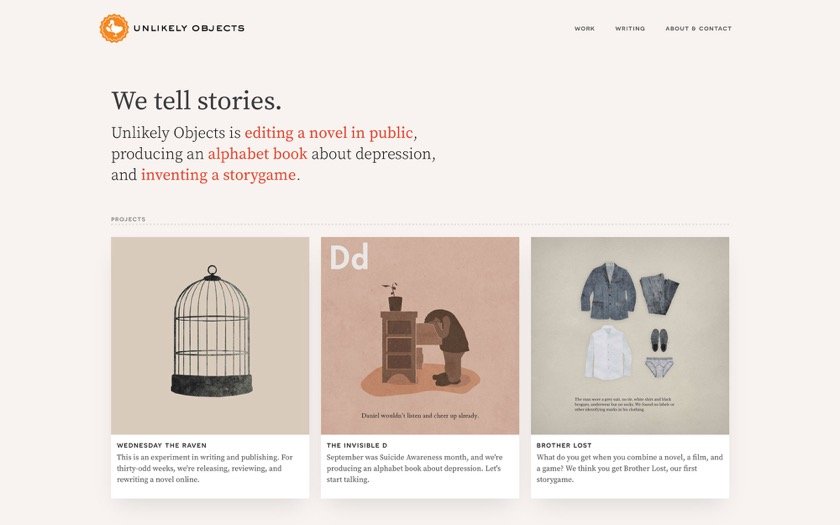 UNLIKELY OBJECTS
WORK
WRITING
ABOUT & CONTACT
We tell stories.
Unlikely Objects is editing a novel in public,
producing an alphabet book about depression,
and inventing a storygame.
PROJECTS
Dd
Daniel wouldn't listen and cheer up already.
The man wore a grey suit, no tie, white shirt and black
brogues, underwear but no socks. We found no labels or
other identifying marks in his clothing.
WEDNESDAY THE RAVEN
This is an experiment in writing and publishing. For
thirty-odd weeks, we're releasing, reviewing, and
rewriting a novel online.
THE INVISIBLE D
September was Suicide Awareness month, and we're
producing an alphabet book about depression. Let's
start talking.
BROTHER LOST
What do you get when you combine a novel, a film, and
a game? We think you get Brother Lost, our first
storygame.